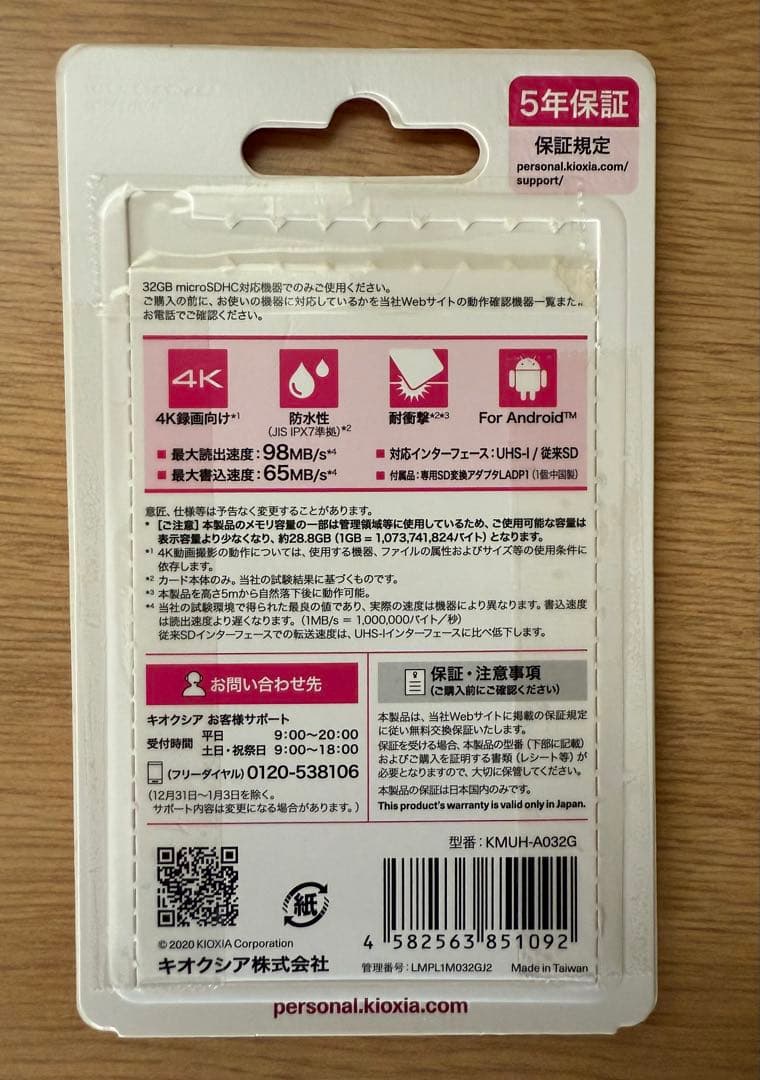 5年保証
保証規定
personal.kioxia.com/
support/
32GB microSDHC対応機器でのみご使用ください。
ご購入の前に、お使いの機器に対応しているかを当社Webサイトの動作確認機器一覧また
お電話でご確認ください。
4K
4K録画向け*1
防水性
(JIS IPX7準拠)*2
耐衝撃*2*3
For Android™
■ 最大読出速度:98MB/s*4
■ 最大書込速度:65MB/s*4
■ 対応インターフェース:UHS-I / 従来SD
■ 付属品:専用SD変換アダプタLADP1(1個中国製)
意匠、仕様等は予告なく変更することがあります。
* 【ご注意】本製品のメモリ容量の一部は管理領域等に使用しているため、ご使用可能な容量は
表示容量より少なくなり、約28.8GB(1GB = 1,073,741,824バイト)となります。
*1 4K動画撮影の動作については、使用する機器、ファイルの属性およびサイズ等の使用条件に
依存します。
*2 カード本体のみ。当社の試験結果に基づくものです。
*3 本製品を高さ5mから自然落下後に動作可能。
*4 当社の試験環境で得られた最良の値であり、実際の速度は機器により異なります。書込速度
は読出速度より遅くなります。(1MB/s = 1,000,000バイト/秒)
従来SDインターフェースでの転送速度は、UHS-Iインターフェースに比べ低下します。
お問い合わせ先
キオクシア お客様サポート
受付時間 平日 9:00〜20:00
土日・祝祭日 9:00〜18:00
(フリーダイヤル) 0120-538106
(12月31日〜1月3日を除く。
サポート内容は変更になる場合があります。)
保証・注意事項
(ご購入前にご確認ください)
本製品は、当社Webサイトに掲載の保証規定
に従い無料交換保証いたします。
保証を受ける場合、本製品の型番(下部に記載)
およびご購入を証明する書類(レシート等)が
必要となりますので、大切に保管してください。
本製品の保証は日本国内のみです。
This product's warranty is valid only in Japan.
型番:KMUH-A032G
紙
4 582563 851092
© 2020 KIOXIA Corporation
キオクシア株式会社
管理番号:LMPL1M032GJ2 Made in Taiwan
personal.kioxia.com